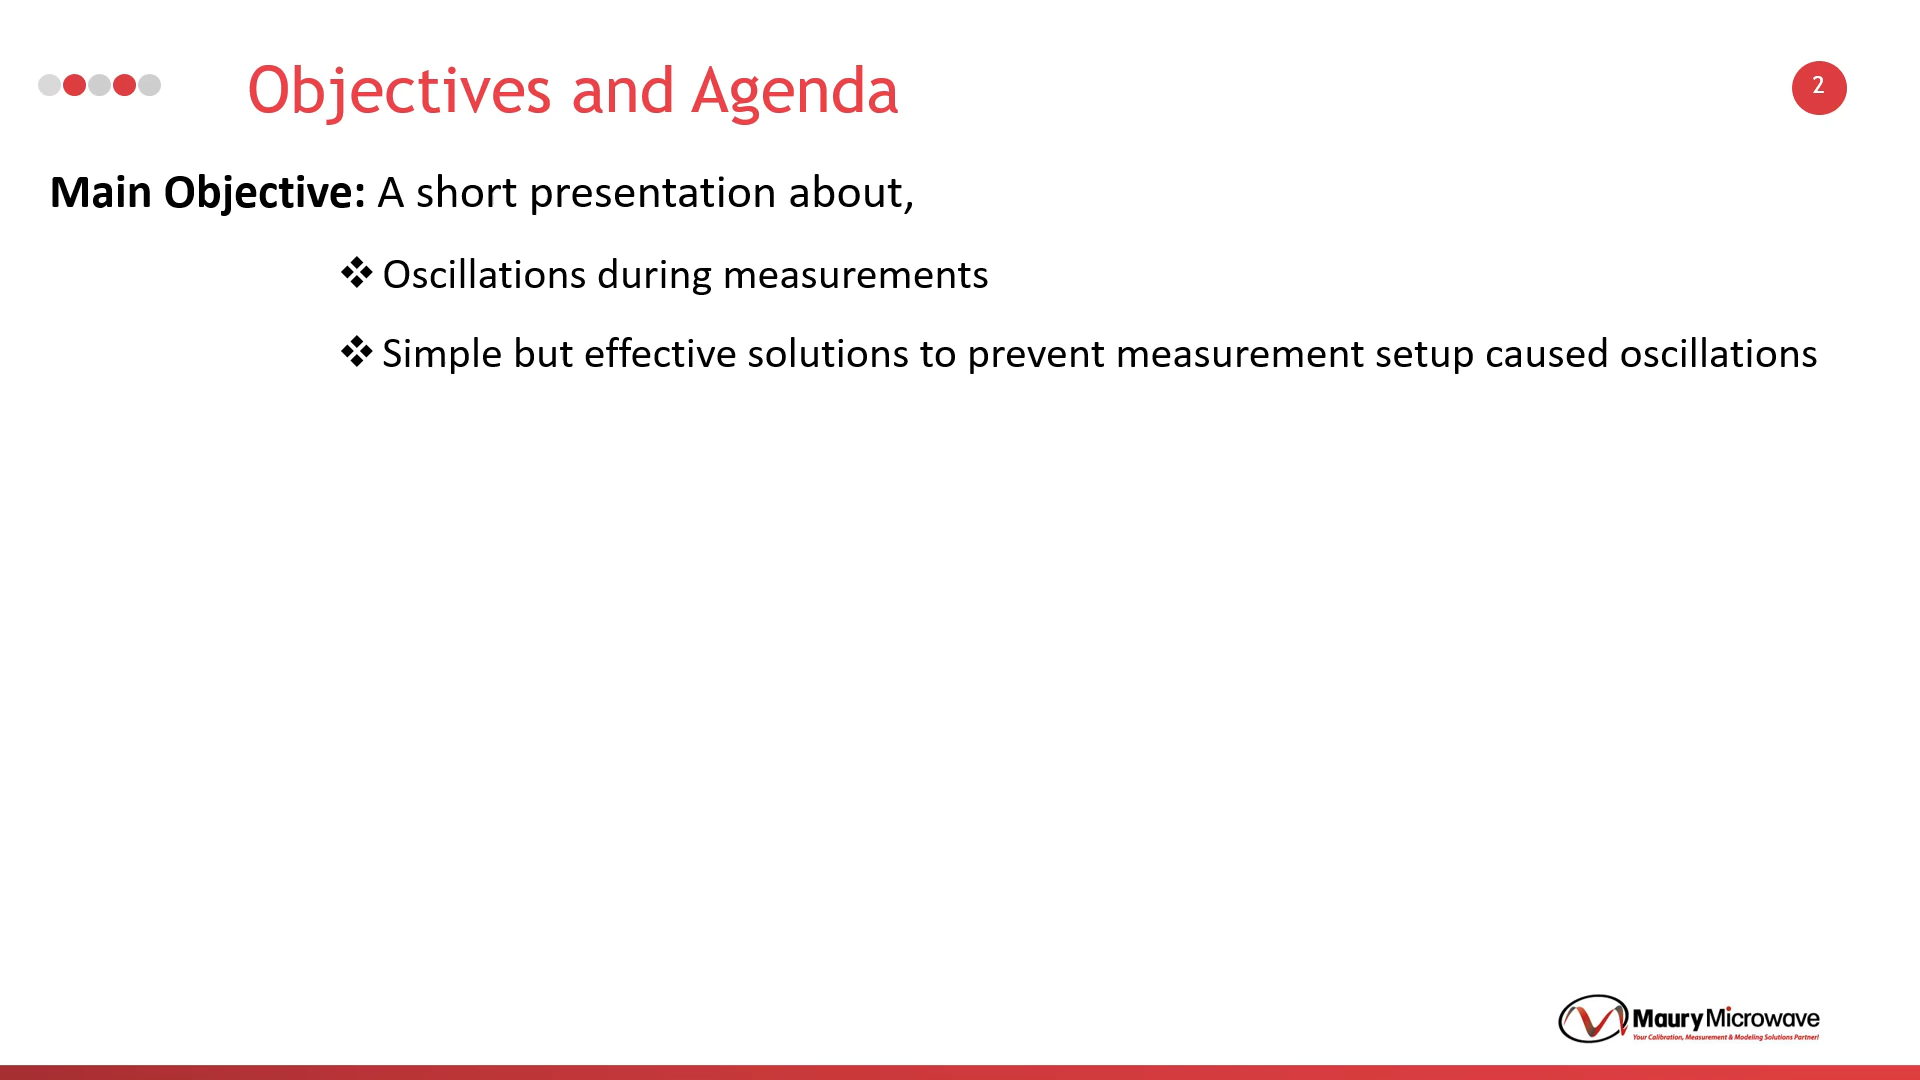 Objectives and Agenda
2
Main Objective: A short presentation about,
❖ Oscillations during measurements
❖ Simple but effective solutions to prevent measurement setup caused oscillations
Maury Microwave
Your Calibration, Measurement & Modeling Solutions Partner!